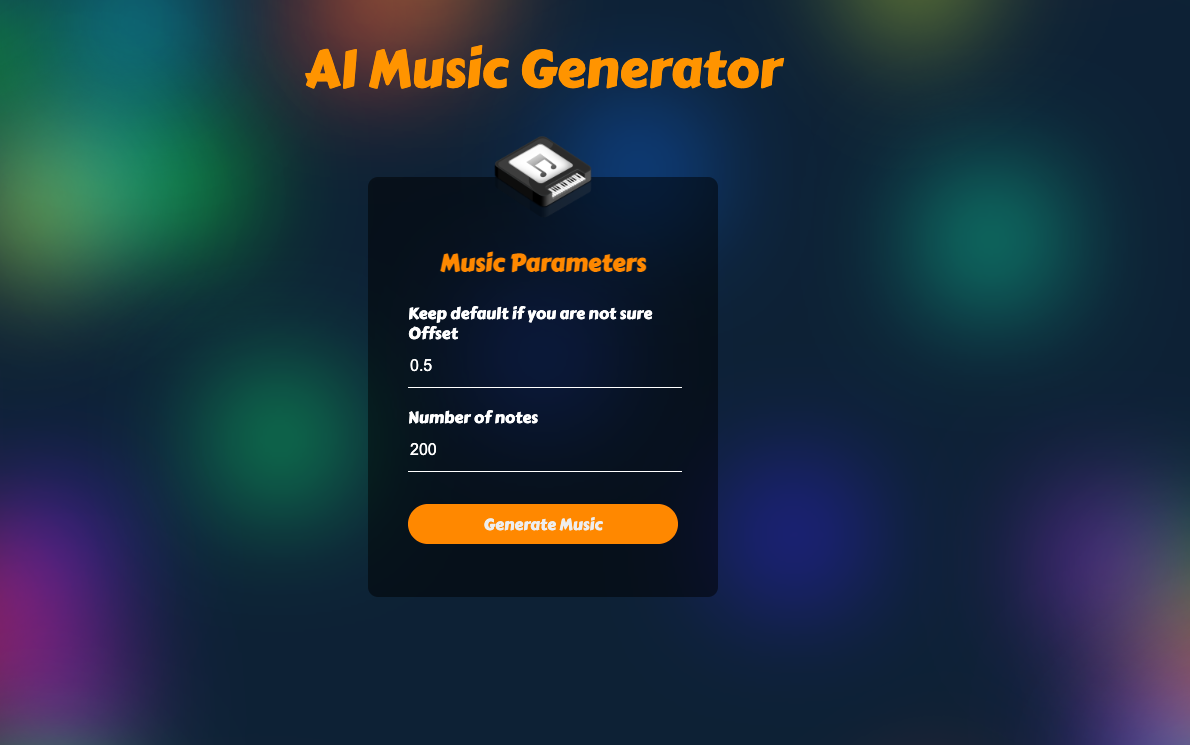 AI Music Generator
Music Parameters
Keep default if you are not sure
Offset
0.5
Number of notes
200
Generate Music